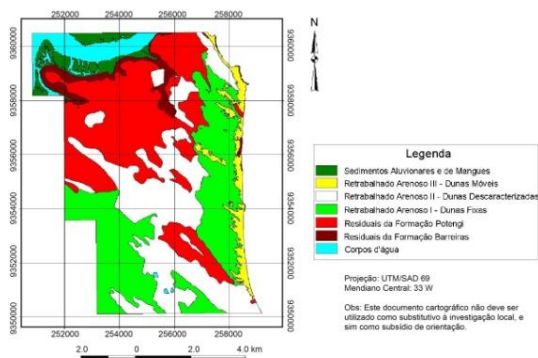 252000 254000 256000 258000
N
9360000
9358000
9356000
9354000
9352000
9350000
9360000
9358000
9356000
9354000
9352000
9350000
252000 254000 256000 258000
2.0 0 2.0 4.0 km
Legenda
Sedimentos Aluvionares e de Mangues
Retrabalhado Arenoso III - Dunas Móveis
Retrabalhado Arenoso II - Dunas Descaracterizadas
Retrabalhado Arenoso I - Dunas Fixas
Residuais da Formação Potengi
Residuais da Formação Barreiras
Corpos d'água
Projeção: UTM/SAD 69
Meridiano Central: 33 W
Obs: Este documento cartográfico não deve ser
utilizado como substitutivo à investigação local, e
sim como subsídio de orientação.